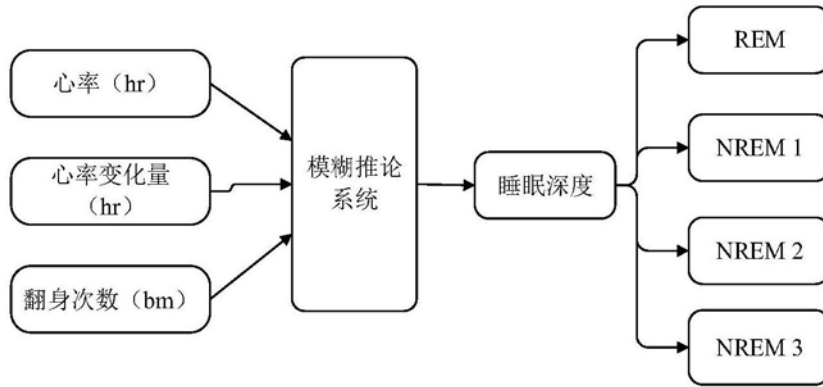 心率（hr）
心率变化量
（hr）
翻身次数（bm）
模糊推论
系统
睡眠深度
REM
NREM 1
NREM 2
NREM 3